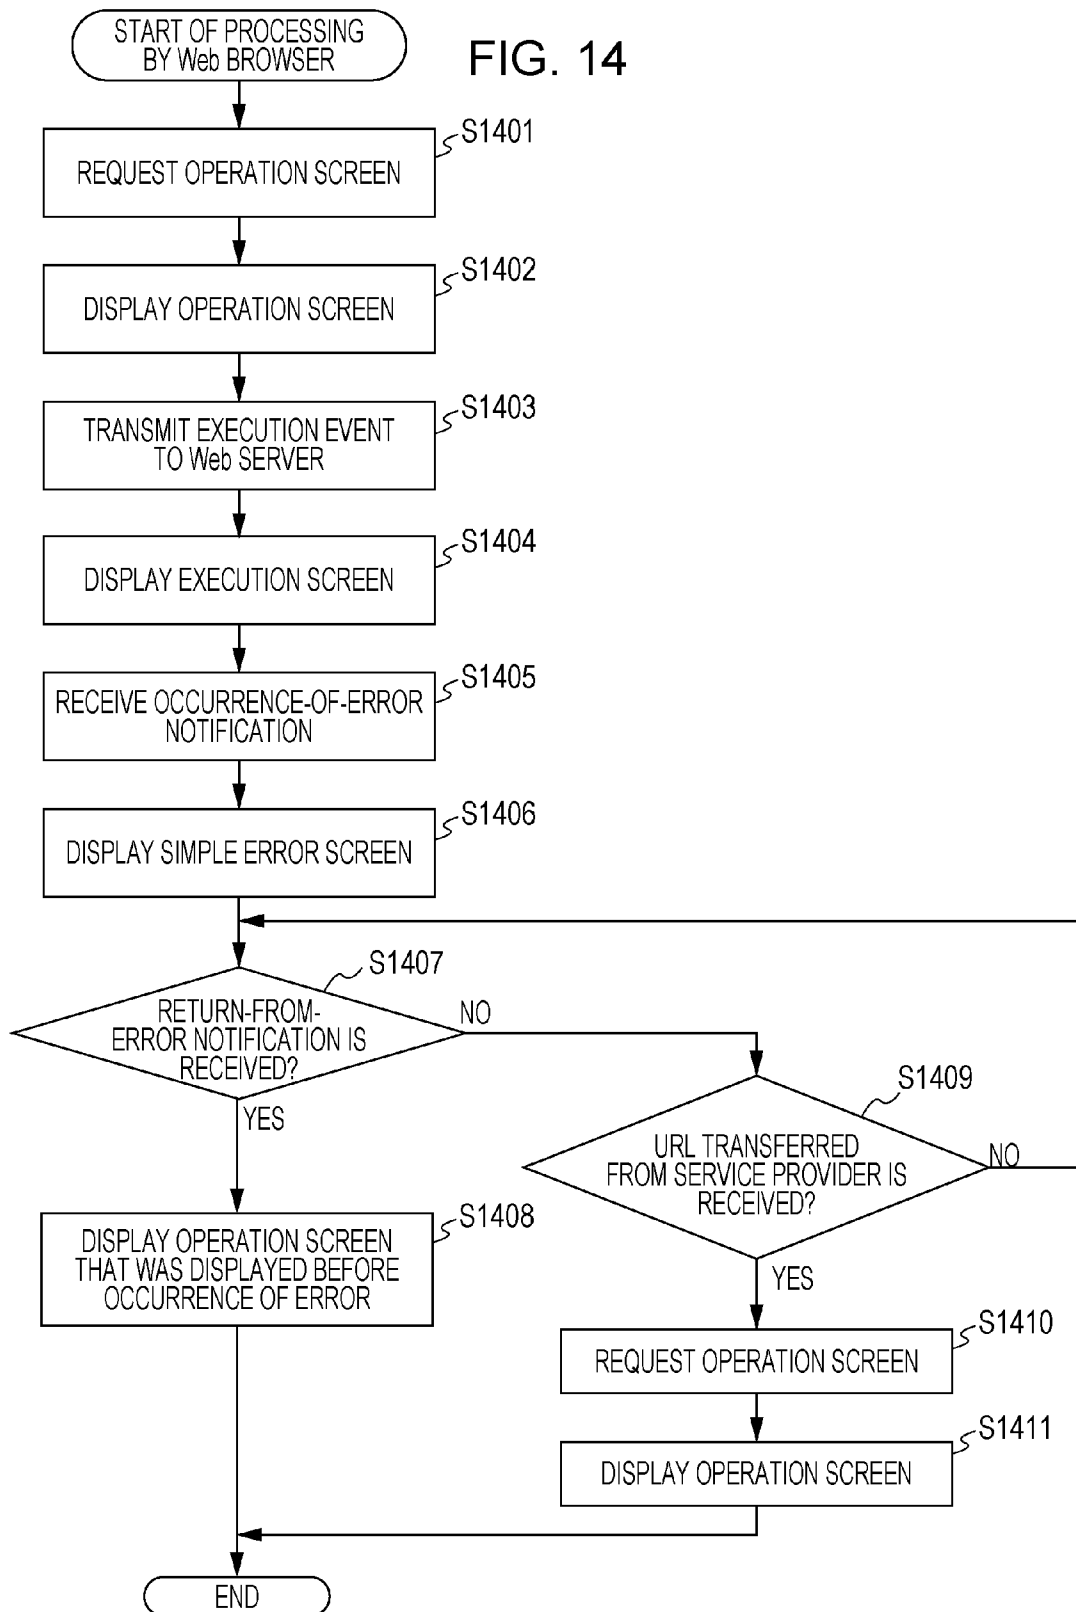 START OF PROCESSING
BY Web BROWSER
FIG. 14
S1401
REQUEST OPERATION SCREEN
S1402
DISPLAY OPERATION SCREEN
S1403
TRANSMIT EXECUTION EVENT
TO Web SERVER
S1404
DISPLAY EXECUTION SCREEN
S1405
RECEIVE OCCURRENCE-OF-ERROR
NOTIFICATION
S1406
DISPLAY SIMPLE ERROR SCREEN
S1407
RETURN-FROM-
ERROR NOTIFICATION IS
RECEIVED?
NO
YES
S1409
URL TRANSFERRED
FROM SERVICE PROVIDER IS
RECEIVED?
NO
YES
S1408
DISPLAY OPERATION SCREEN
THAT WAS DISPLAYED BEFORE
OCCURRENCE OF ERROR
S1410
REQUEST OPERATION SCREEN
S1411
DISPLAY OPERATION SCREEN
END